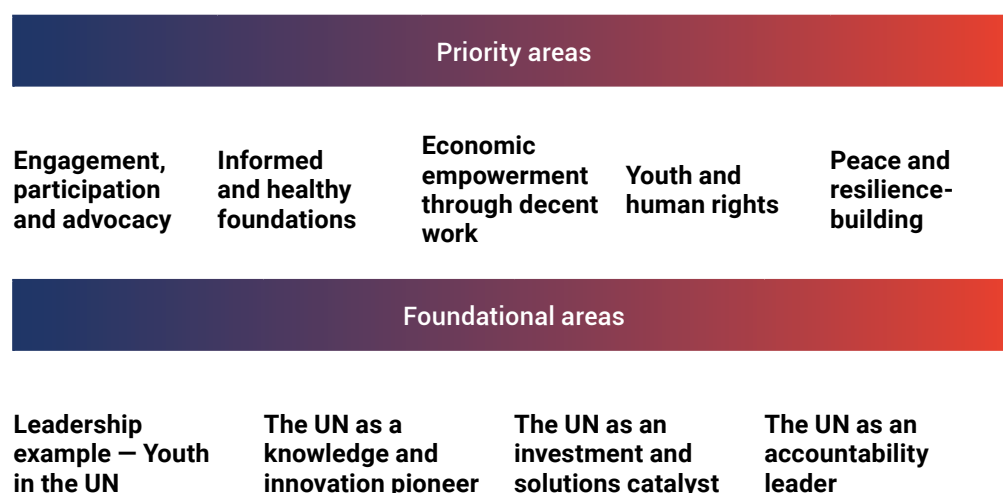 Priority areas
Engagement,
participation
and advocacy
Informed
and healthy
foundations
Economic
empowerment
through decent
work
Youth and
human rights
Peace and
resilience-
building
Foundational areas
Leadership
example — Youth
in the UN
The UN as a
knowledge and
innovation pioneer
The UN as an
investment and
solutions catalyst
The UN as an
accountability
leader